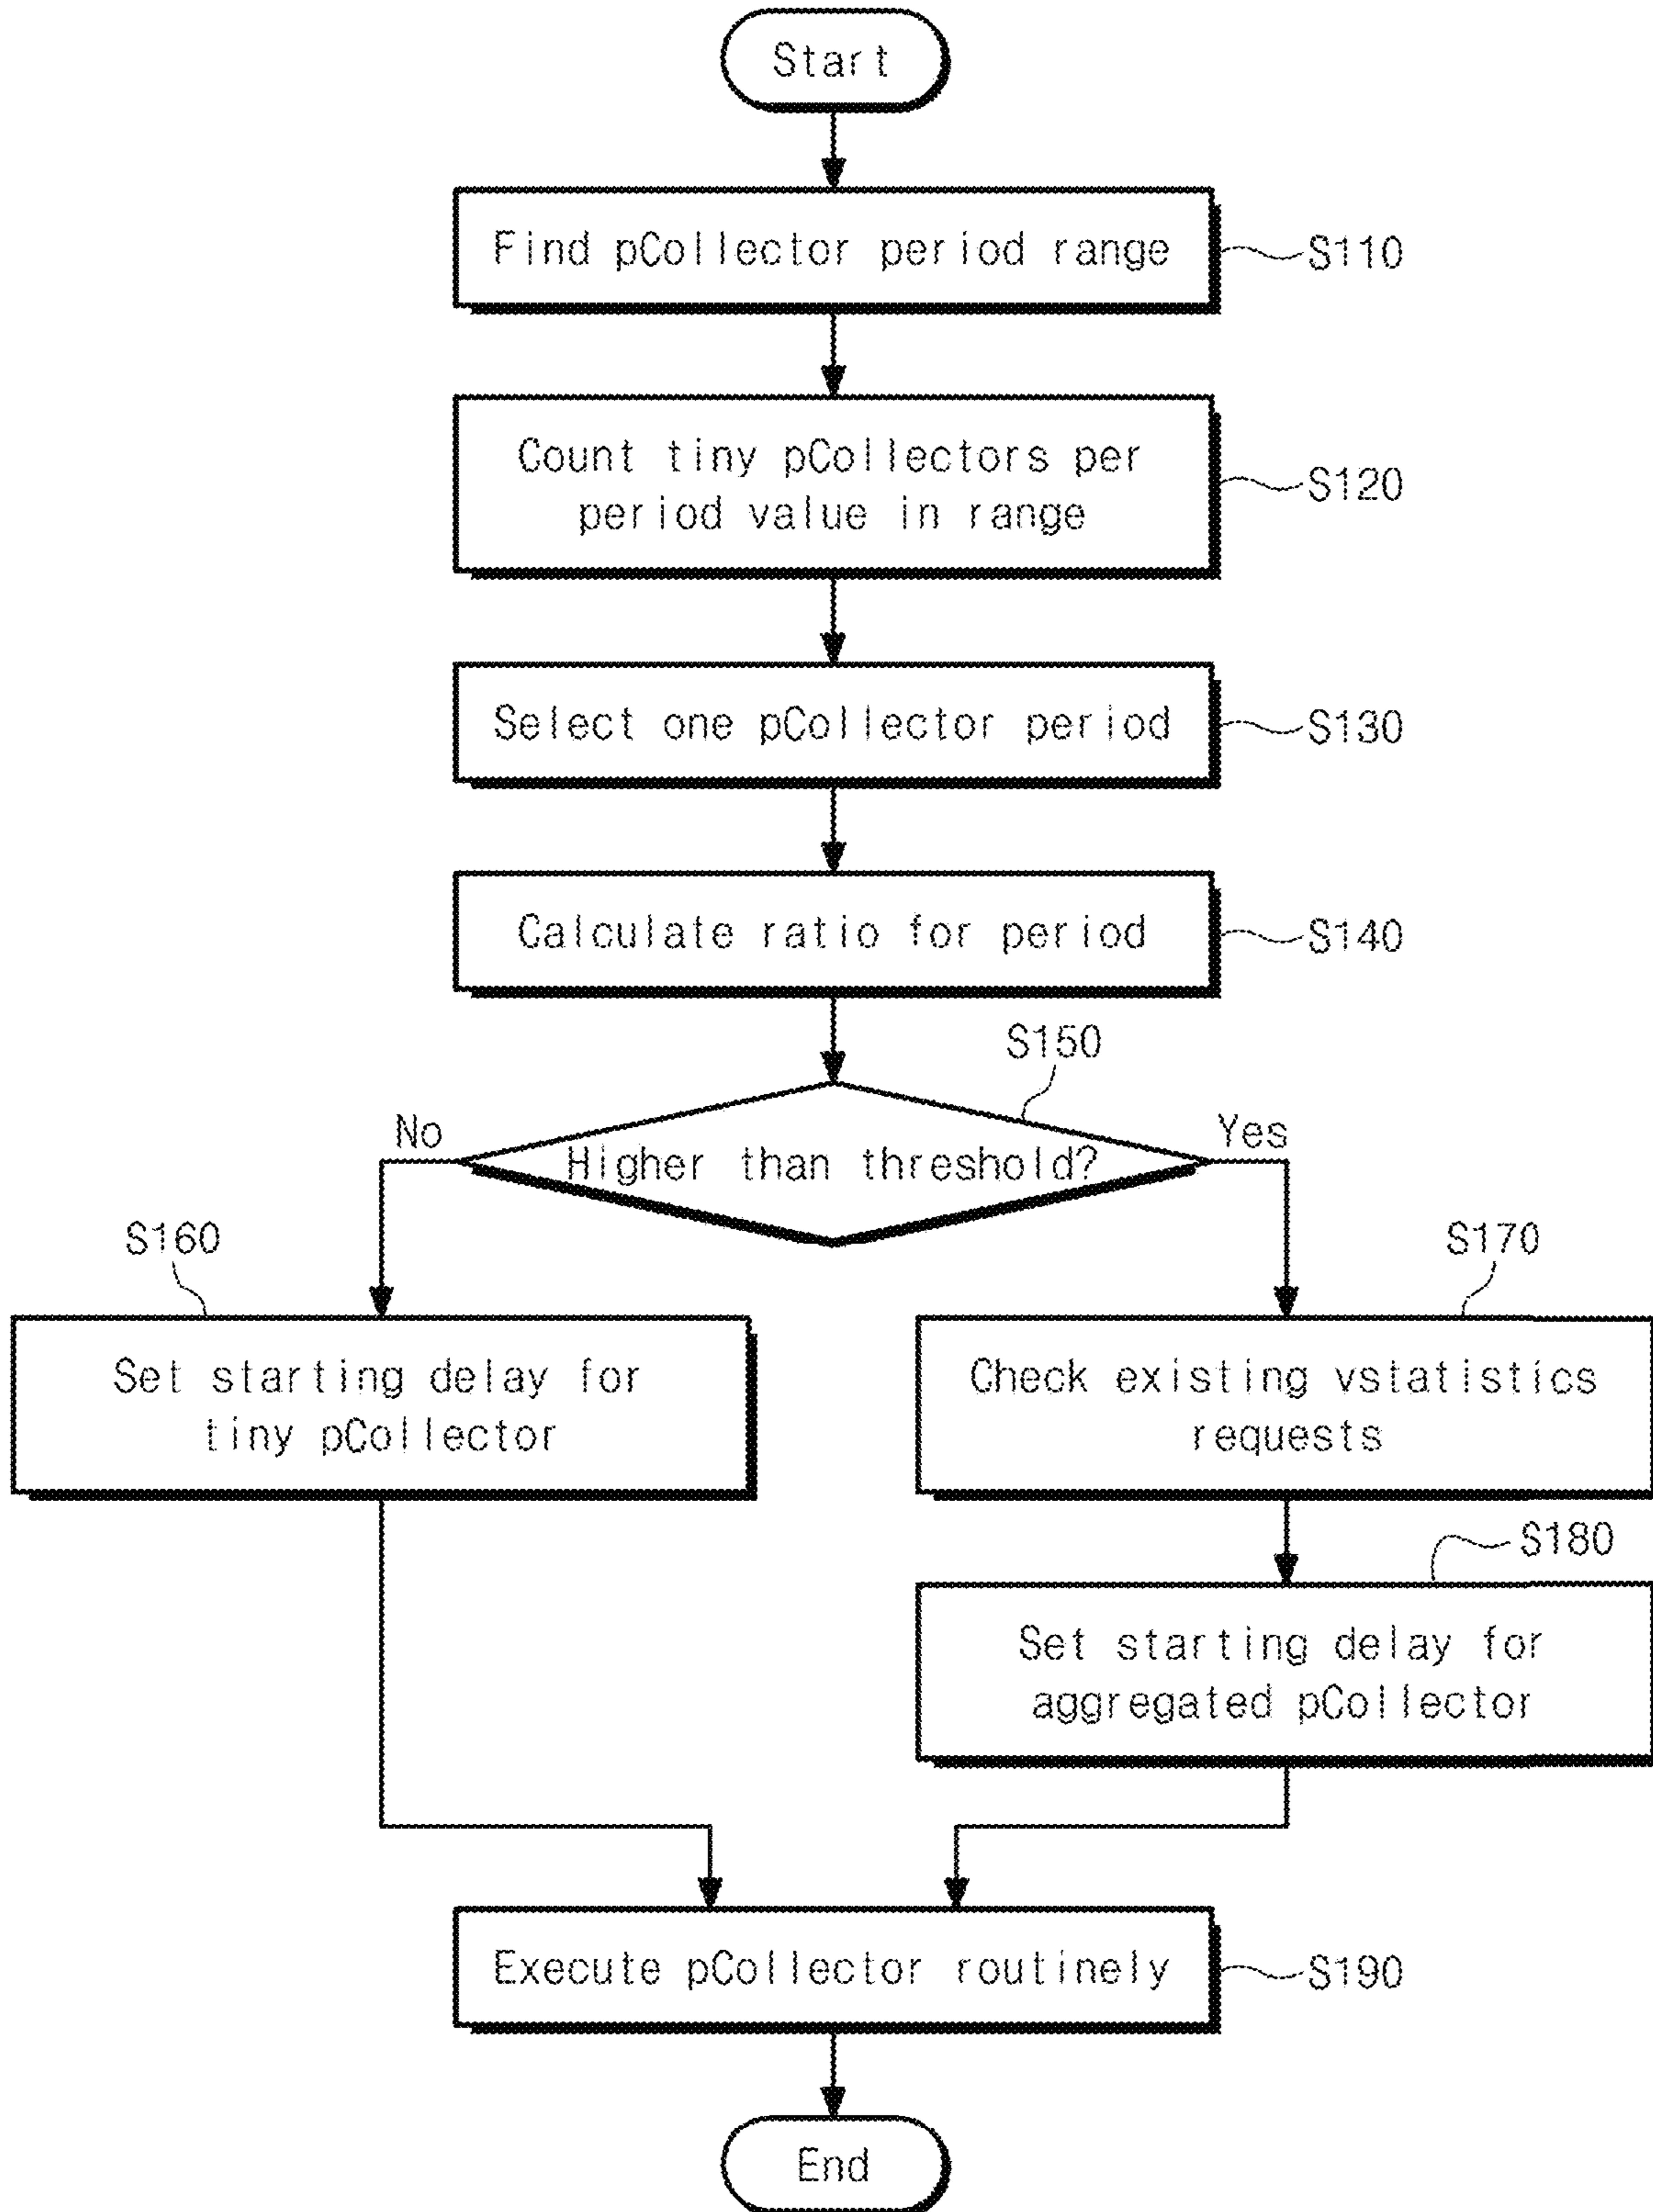 Start
Find pCollector period range
S110
Count tiny pCollectors per
period value in range
S120
Select one pCollector period
S130
Calculate ratio for period
S140
S150
No
Higher than threshold?
Yes
S160
Set starting delay for
tiny pCollector
S170
Check existing vstatistics
requests
S180
Set starting delay for
aggregated pCollector
Execute pCollector routinely
S190
End